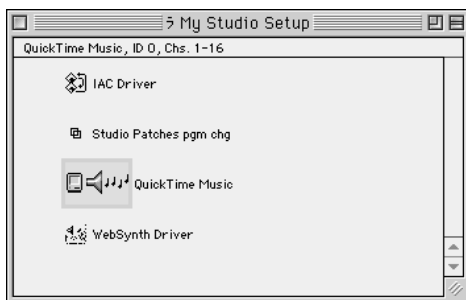 My Studio Setup
QuickTime Music, ID 0, Chs. 1-16
IAC Driver
Studio Patches pgm chg
QuickTime Music
WebSynth Driver